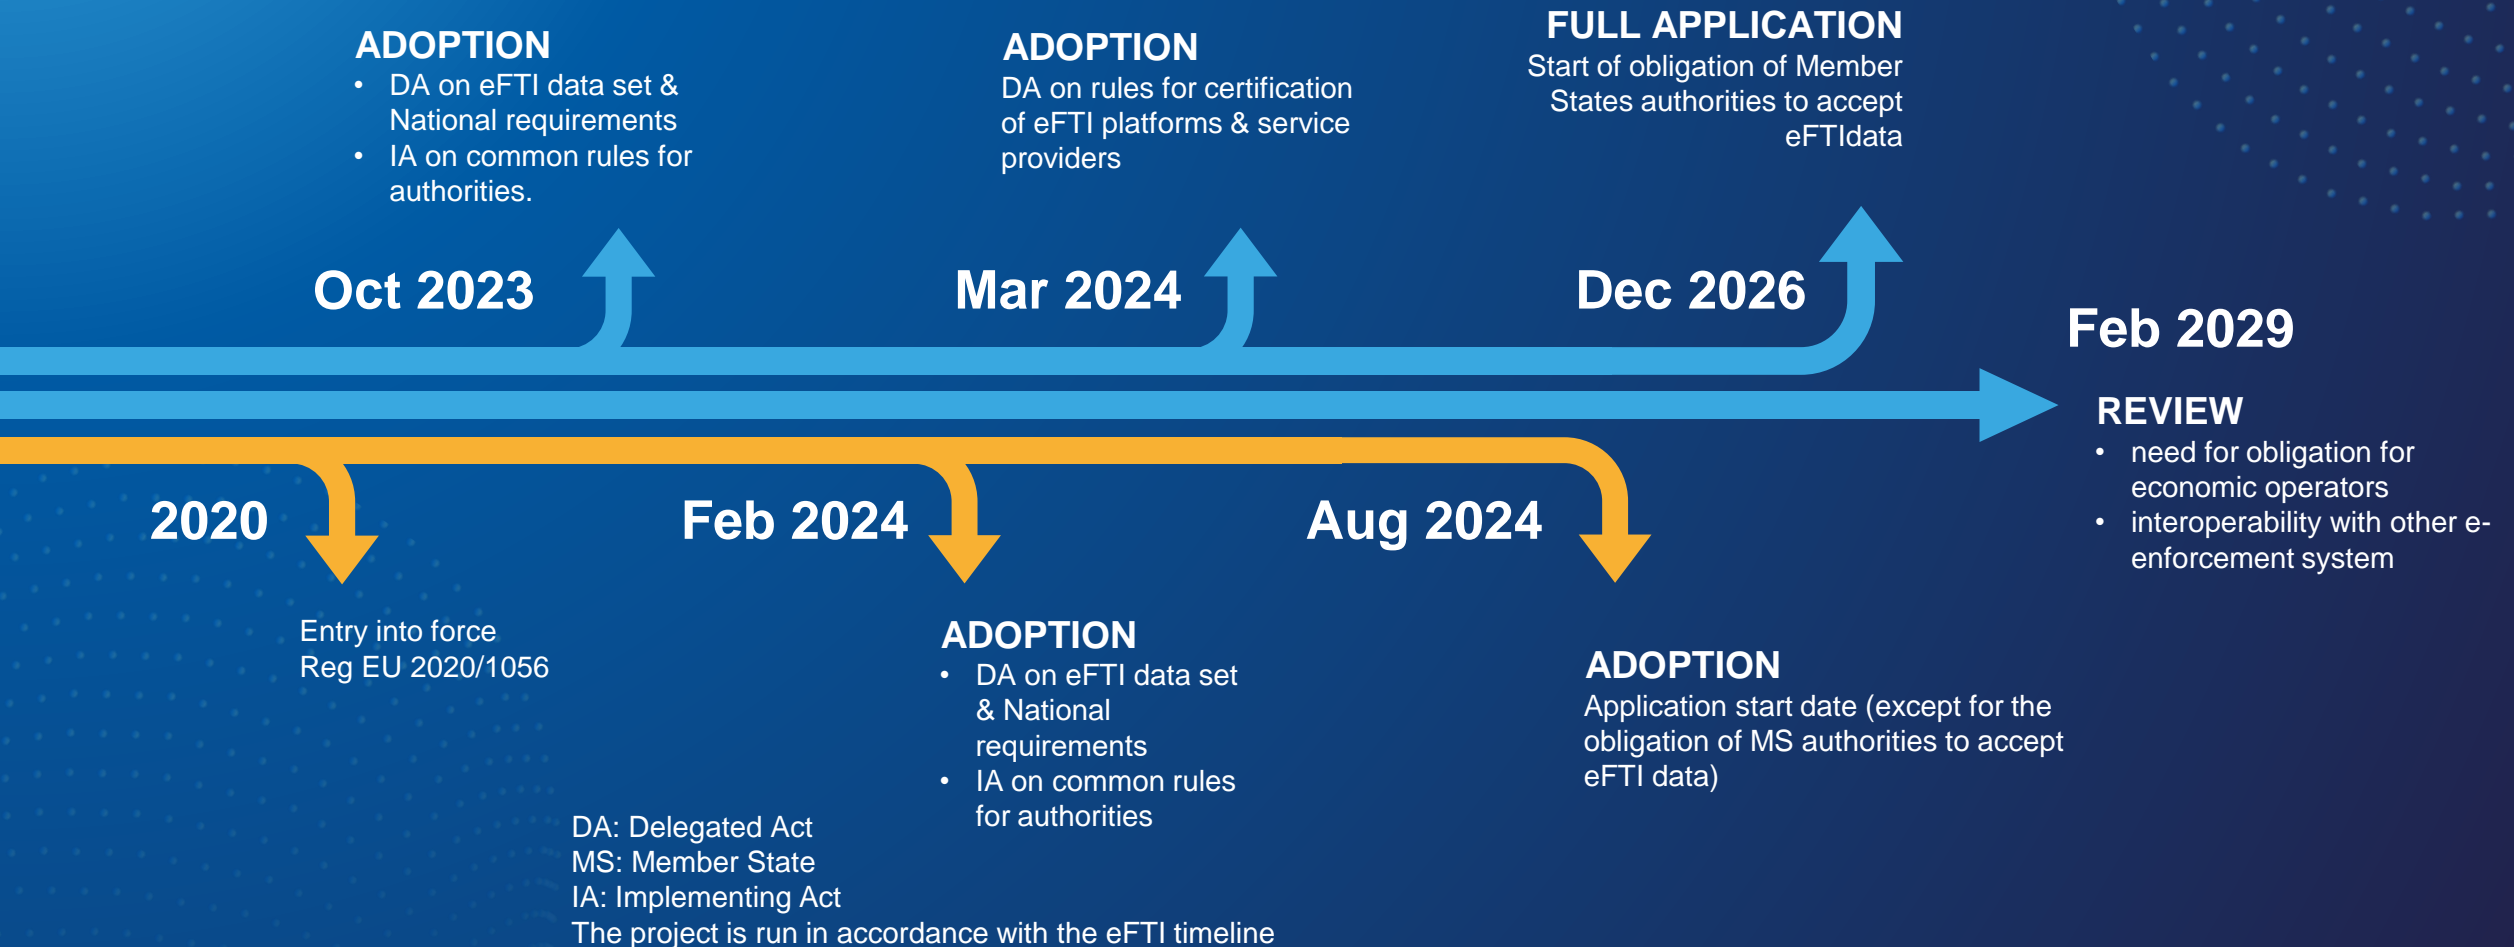 ADOPTION
• DA on eFTI data set &
National requirements
• IA on common rules for
authorities.
Oct 2023
ADOPTION
DA on rules for certification
of eFTI platforms & service
providers
Mar 2024
FULL APPLICATION
Start of obligation of Member
States authorities to accept
eFTIdata
Dec 2026
Feb 2029
REVIEW
• need for obligation for
economic operators
• interoperability with other e-
enforcement system
2020
Entry into force
Reg EU 2020/1056
Feb 2024
ADOPTION
• DA on eFTI data set
& National
requirements
• IA on common rules
for authorities
Aug 2024
ADOPTION
Application start date (except for the
obligation of MS authorities to accept
eFTI data)
DA: Delegated Act
MS: Member State
IA: Implementing Act
The project is run in accordance with the eFTI timeline